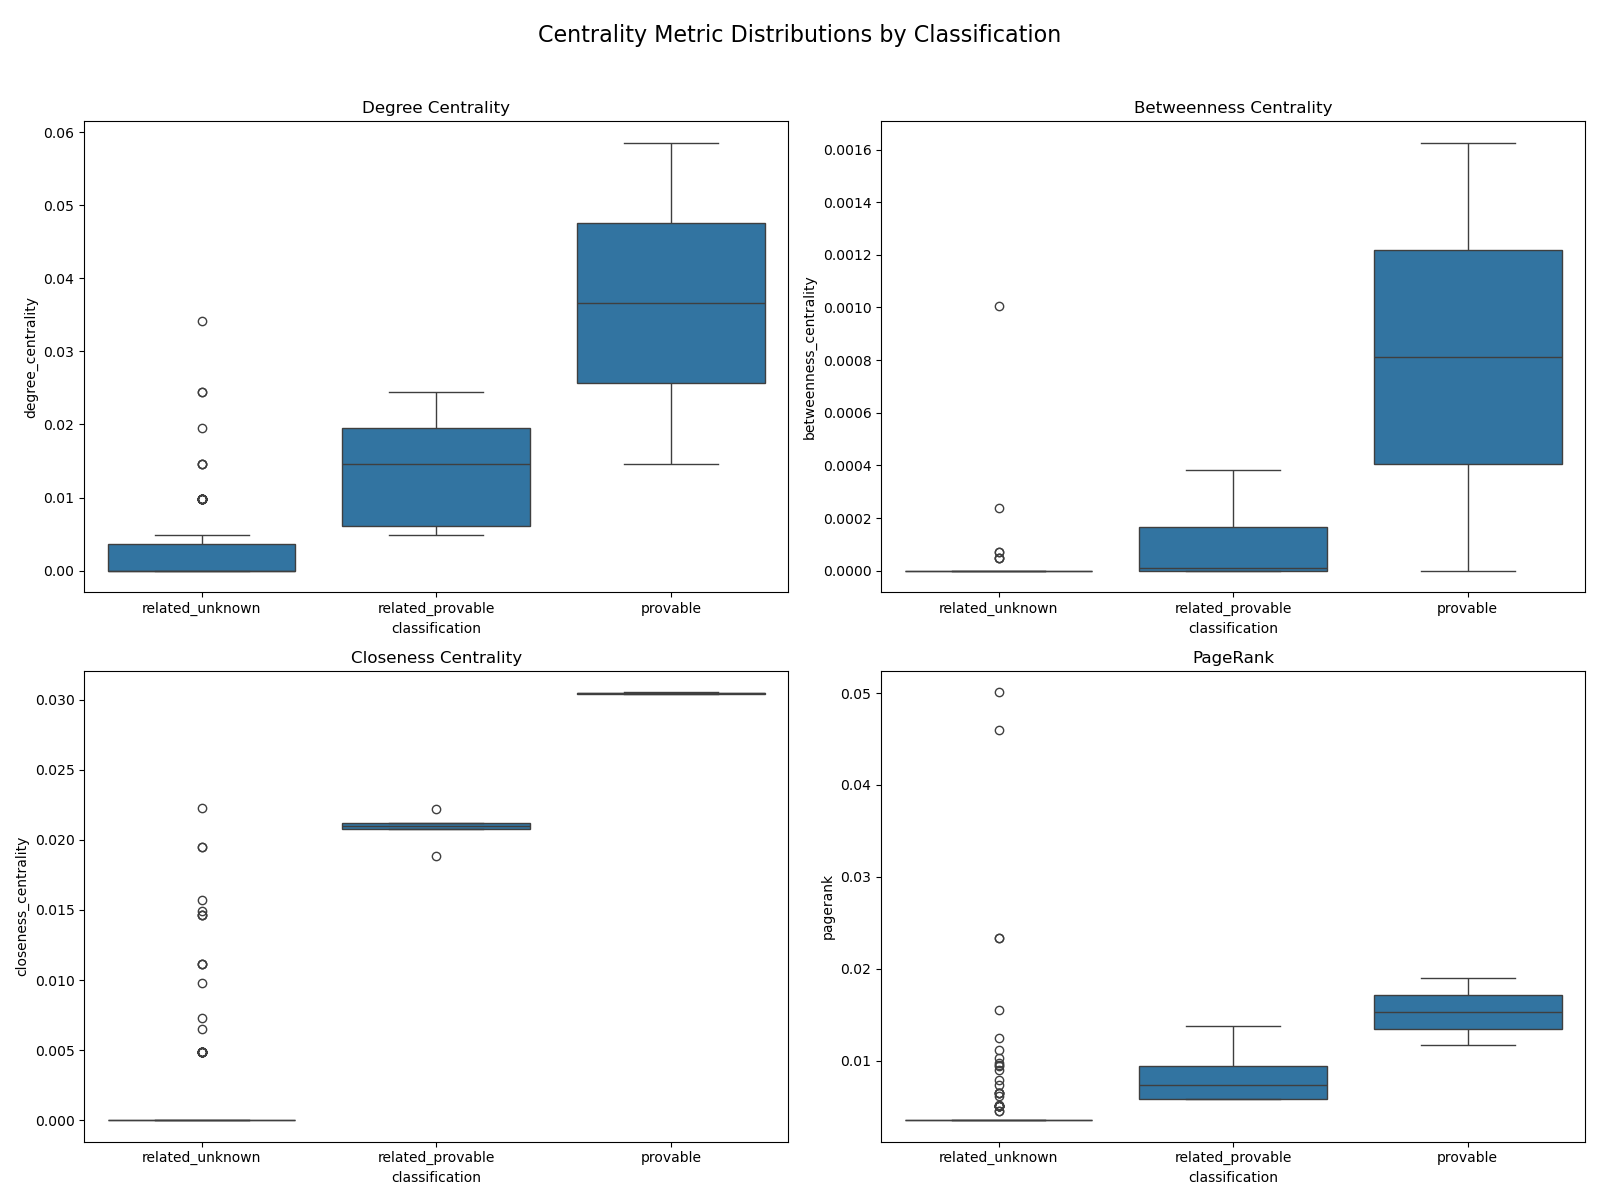 Centrality Metric Distributions by Classification
Degree Centrality
degree_centrality
0.06
0.05
0.04
0.03
0.02
0.01
0.00
related_unknown related_provable provable
classification
Betweenness Centrality
betweenness_centrality
0.0016
0.0014
0.0012
0.0010
0.0008
0.0006
0.0004
0.0002
0.0000
related_unknown related_provable provable
classification
Closeness Centrality
closeness_centrality
0.030
0.025
0.020
0.015
0.010
0.005
0.000
related_unknown related_provable provable
classification
PageRank
pagerank
0.05
0.04
0.03
0.02
0.01
related_unknown related_provable provable
classification